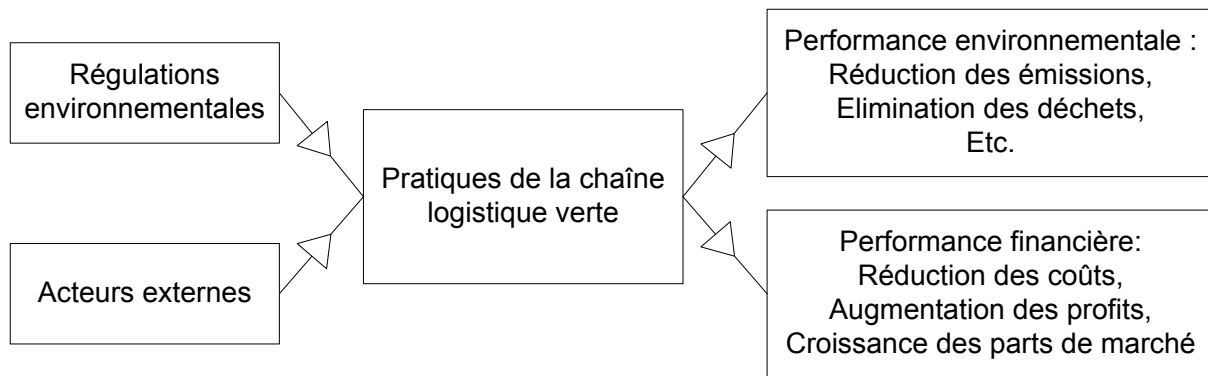 Régulations
environnementales
Acteurs externes
Pratiques de la chaîne
logistique verte
Performance environnementale :
Réduction des émissions,
Elimination des déchets,
Etc.
Performance financière:
Réduction des coûts,
Augmentation des profits,
Croissance des parts de marché